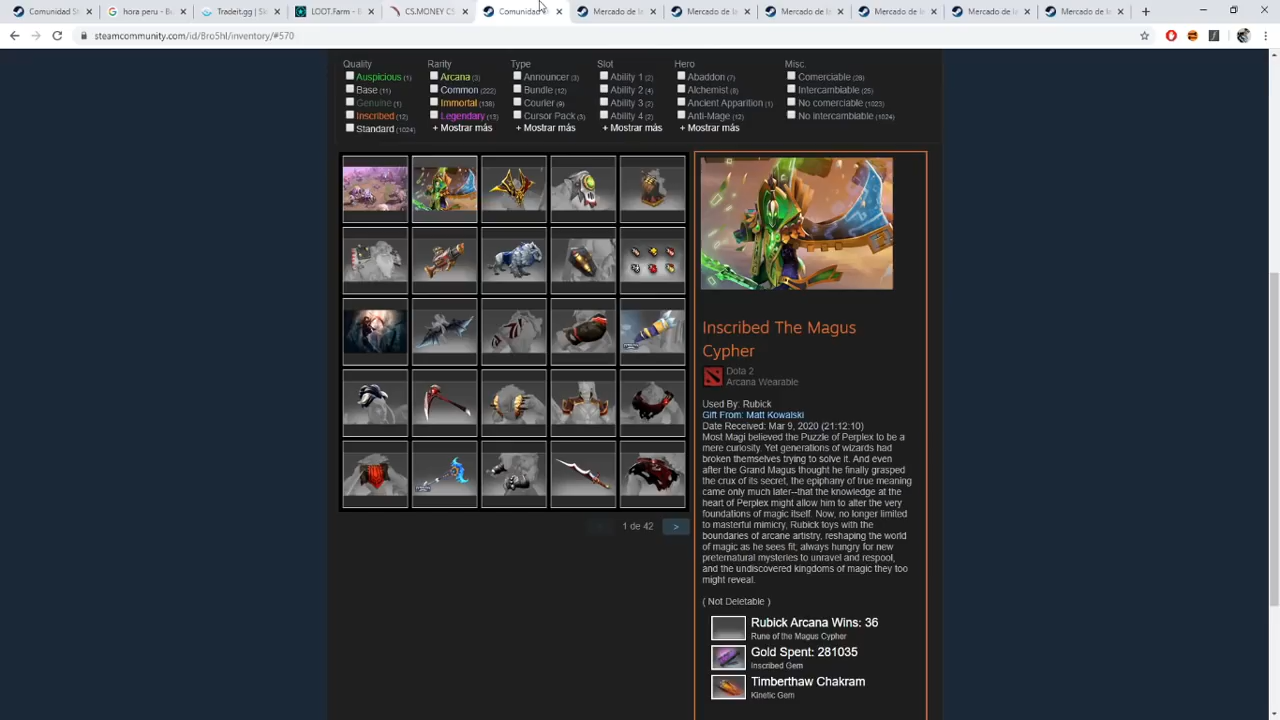 Comunidad St
hora peru - Bu
Tradeit.gg | Sk
LOOT.Farm - B
CS.MONEY CS
Comunidad
Mercado de l
Mercado de l
Mercado de l
Mercado de l
Mercado de l
Mercado de l
steamcommunity.com/id/Bro5hl/inventory/#570
Quality
Auspicious (1)
Base (11)
Genuine (1)
Inscribed (12)
Standard (1024)
Rarity
Arcana (3)
Common (222)
Immortal (138)
Legendary (13)
+ Mostrar más
Type
Announcer (3)
Bundle (12)
Courier (9)
Cursor Pack (3)
+ Mostrar más
Slot
Ability 1 (2)
Ability 2 (4)
Ability 3 (2)
Ability 4 (2)
+ Mostrar más
Hero
Abaddon (7)
Alchemist (8)
Ancient Apparition (1)
Anti-Mage (12)
+ Mostrar más
Misc.
Comerciable (26)
Intercambiable (25)
No comerciable (1023)
No intercambiable (1024)
1 de 42
>
Inscribed The Magus
Cypher
Dota 2
Arcana Wearable
Used By: Rubick
Gift From: Matt Kowalski
Date Received: Mar 9, 2020 (21:12:10)
Most Magi believed the Puzzle of Perplex to be a
mere curiosity. Yet generations of wizards had
broken themselves trying to solve it. And even
after the Grand Magus thought he finally grasped
the crux of its secret, the epiphany of true meaning
came only much later--that the knowledge at the
heart of Perplex might allow him to alter the very
foundations of magic itself. Now, no longer limited
to masterful mimicry, Rubick toys with the
boundaries of arcane artistry, reshaping the world
of magic as he sees fit; always hungry for new
preternatural mysteries to unravel and respool,
and the undiscovered kingdoms of magic they too
might reveal.
( Not Deletable )
Rubick Arcana Wins: 36
Rune of the Magus Cypher
Gold Spent: 281035
Inscribed Gem
Timberthaw Chakram
Kinetic Gem